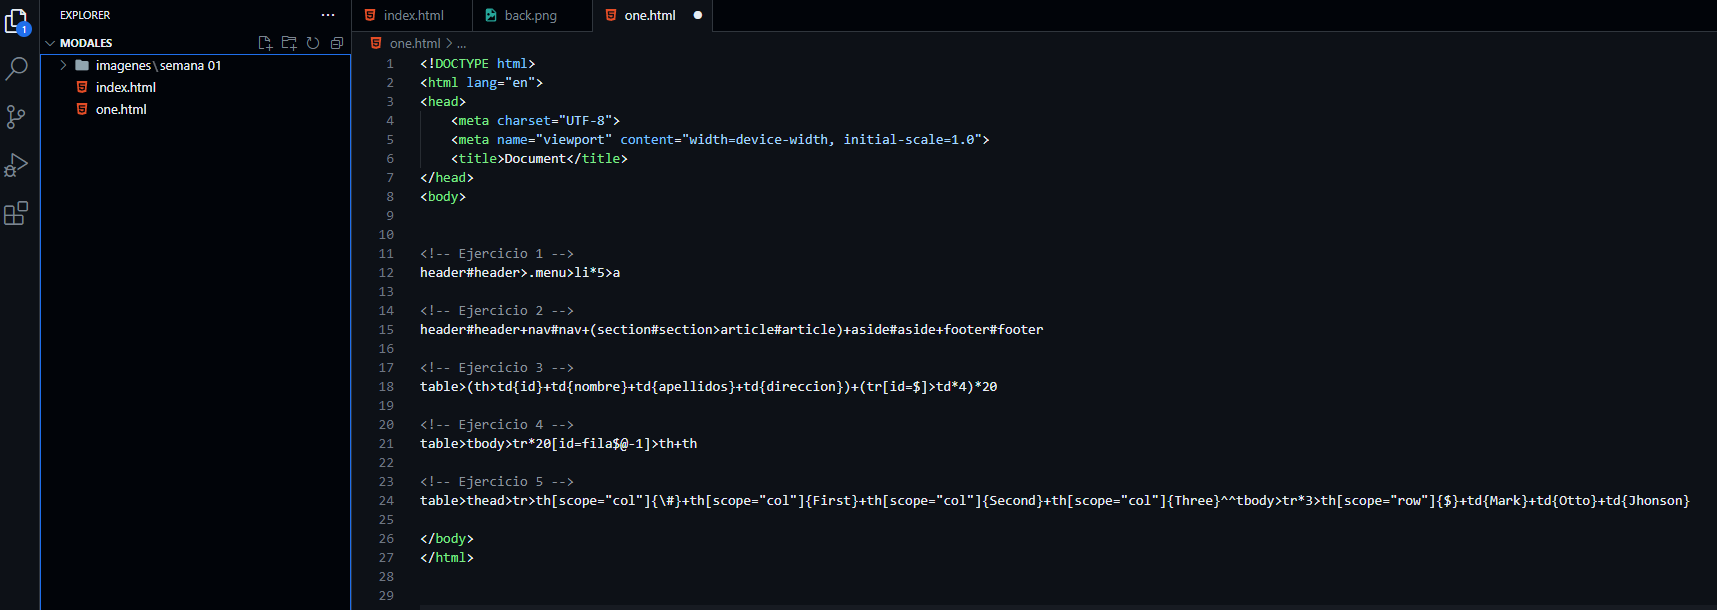 EXPLORER
···
index.html
back.png
one.html
1
MODALES
one.html > ...
imagenes\semana 01
index.html
one.html
1 <!DOCTYPE html>
2 <html lang="en">
3 <head>
4 <meta charset="UTF-8">
5 <meta name="viewport" content="width=device-width, initial-scale=1.0">
6 <title>Document</title>
7 </head>
8 <body>
9
10
11 <!-- Ejercicio 1 -->
12 header#header>.menu>li*5>a
13
14 <!-- Ejercicio 2 -->
15 header#header+nav#nav+(section#section>article#article)+aside#aside+footer#footer
16
17 <!-- Ejercicio 3 -->
18 table>(th>td{id}+td{nombre}+td{apellidos}+td{direccion})+(tr[id=$]>td*4)*20
19
20 <!-- Ejercicio 4 -->
21 table>tbody>tr*20[id=fila$@-1]>th+th
22
23 <!-- Ejercicio 5 -->
24 table>thead>tr>th[scope="col"]{\#}+th[scope="col"]{First}+th[scope="col"]{Second}+th[scope="col"]{Three}^^tbody>tr*3>th[scope="row"]{$}+td{Mark}+td{Otto}+td{Jhonson}
25
26 </body>
27 </html>
28
29